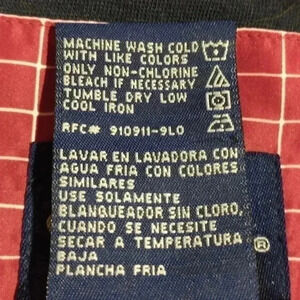 MACHINE WASH COLD
WITH LIKE COLORS
ONLY NON-CHLORINE
BLEACH IF NECESSARY
TUMBLE DRY LOW
COOL IRON
RFC# 910911-9L0
LAVAR EN LAVADORA CON
AGUA FRIA CON COLORES
SIMILARES
USE SOLAMENTE
BLANQUEADOR SIN CLORO,
CUANDO SE NECESITE
SECAR A TEMPERATURA
BAJA
PLANCHA FRIA
®